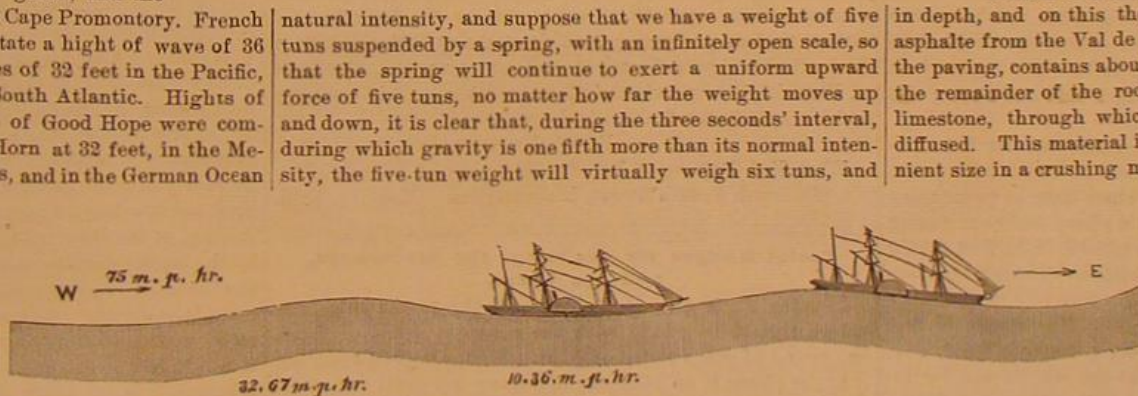 Cape Promontory. French
tate a hight of wave of 36
s of 32 feet in the Pacific,
outh Atlantic. Hights of
of Good Hope were com-
Horn at 32 feet, in the Me-
s, and in the German Ocean
natural intensity, and suppose that we have a weight of five
tuns suspended by a spring, with an infinitely open scale, so
that the spring will continue to exert a uniform upward
force of five tuns, no matter how far the weight moves up
and down, it is clear that, during the three seconds' interval,
during which gravity is one fifth more than its normal inten-
sity, the five-tun weight will virtually weigh six tuns, and
in depth, and on this th
asphalte from the Val de
the paving, contains abou
the remainder of the roc
limestone, through whic
diffused. This material i
nient size in a crushing m
W 75 m. p. hr.
E
32.67 m. p. hr.
10.36. m. p. hr.